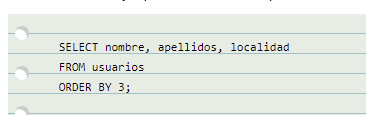 SELECT nombre, apellidos, localidad
FROM usuarios
ORDER BY 3;